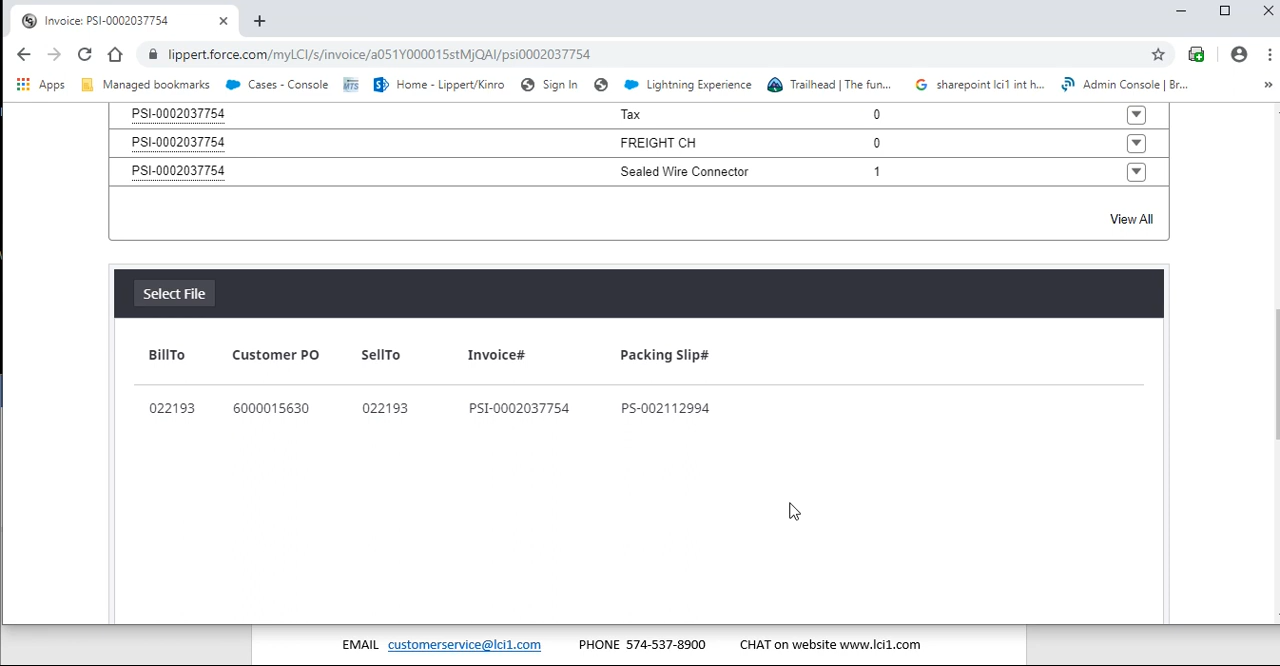 Invoice: PSI-0002037754
lippert.force.com/myLCI/s/invoice/a051Y000015stMjQAI/psi0002037754
Apps Managed bookmarks Cases - Console MTS Home - Lippert/Kinro Sign In Lightning Experience Trailhead | The fun... sharepoint lci1 int h... Admin Console | Br... »
PSI-0002037754 Tax 0
PSI-0002037754 FREIGHT CH 0
PSI-0002037754 Sealed Wire Connector 1
View All
Select File
BillTo Customer PO SellTo Invoice# Packing Slip#
022193 6000015630 022193 PSI-0002037754 PS-002112994
EMAIL customerservice@lci1.com PHONE 574-537-8900 CHAT on website www.lci1.com